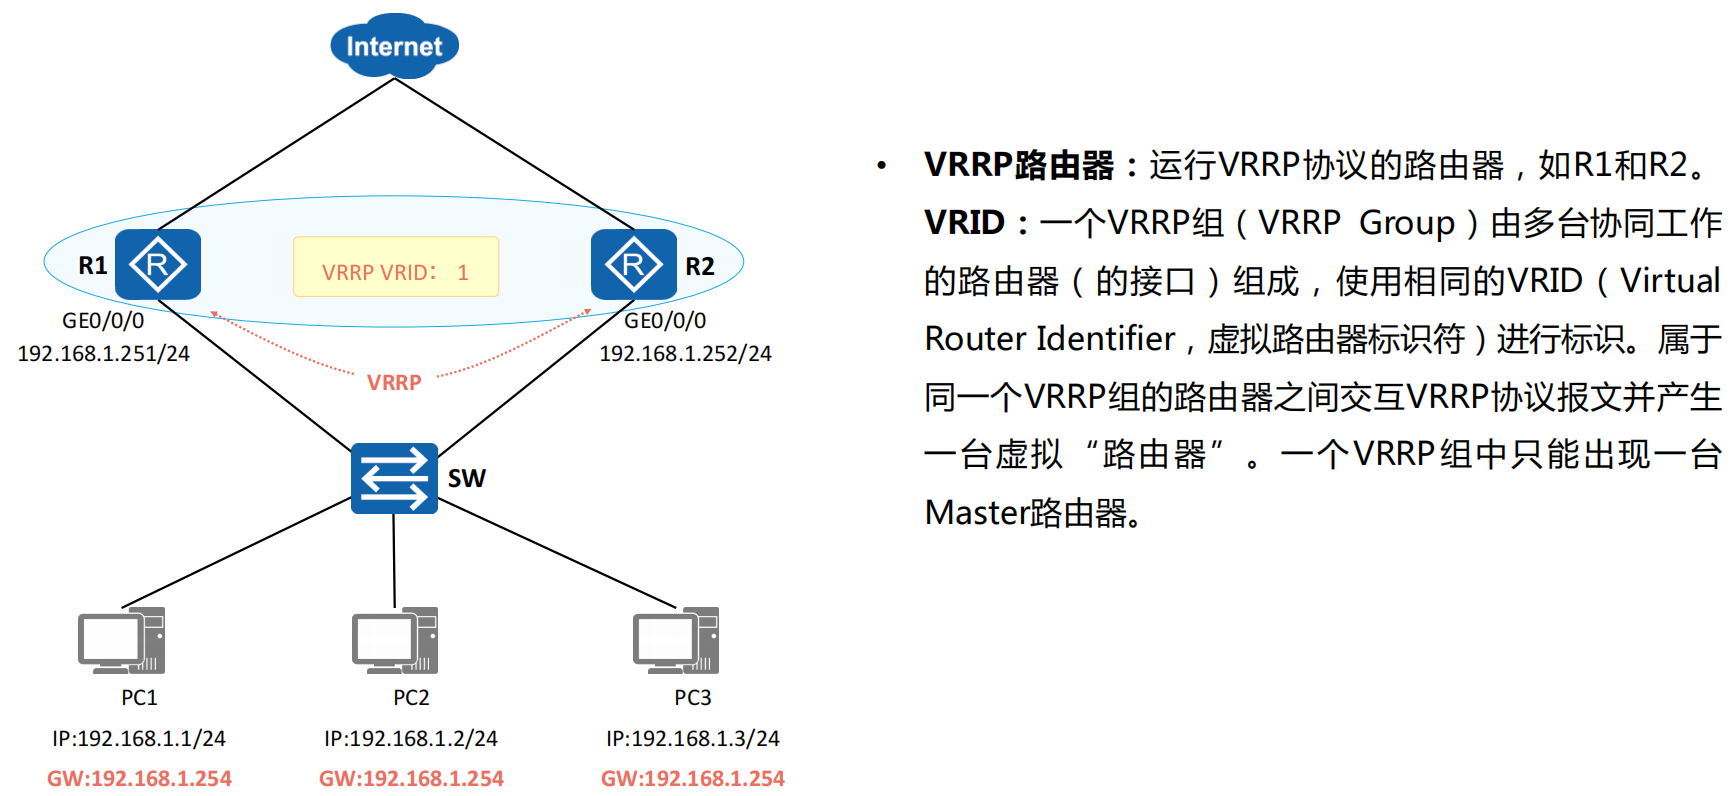 Internet
R1
VRRP VRID： 1
R2
GE0/0/0
192.168.1.251/24
GE0/0/0
192.168.1.252/24
VRRP
SW
PC1
IP:192.168.1.1/24
GW:192.168.1.254
PC2
IP:192.168.1.2/24
GW:192.168.1.254
PC3
IP:192.168.1.3/24
GW:192.168.1.254
• VRRP路由器：运行VRRP协议的路由器，如R1和R2。
VRID：一个VRRP组（VRRP Group）由多台协同工作
的路由器（的接口）组成，使用相同的VRID（Virtual
Router Identifier，虚拟路由器标识符）进行标识。属于
同一个VRRP组的路由器之间交互VRRP协议报文并产生
一台虚拟“路由器”。一个VRRP组中只能出现一台
Master路由器。